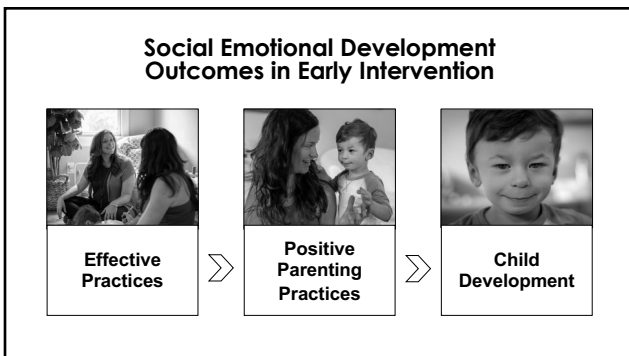 Social Emotional Development
Outcomes in Early Intervention
Effective
Practices
Positive
Parenting
Practices
Child
Development